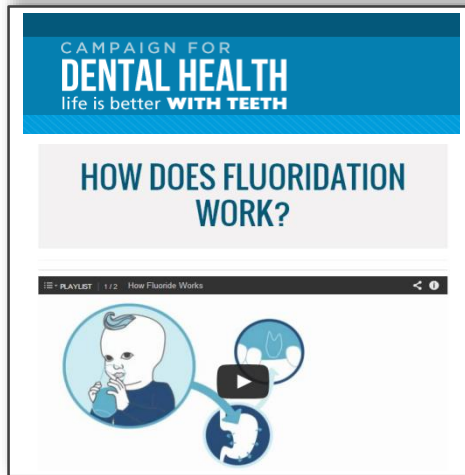 CAMPAIGN FOR
DENTAL HEALTH
life is better WITH TEETH
HOW DOES FLUORIDATION
WORK?
PLAYLIST | 1/2 How Fluoride Works